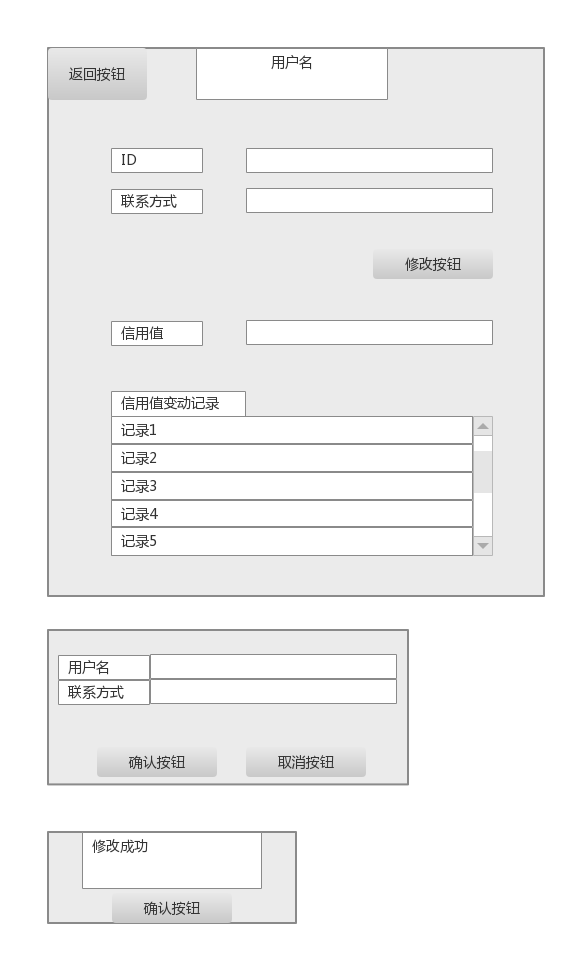 返回按钮
用户名
ID
联系方式
修改按钮
信用值
信用值变动记录
记录1
记录2
记录3
记录4
记录5
用户名
联系方式
确认按钮
取消按钮
修改成功
确认按钮